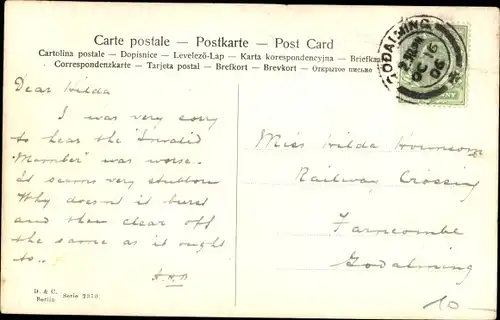 Carte postale – Postkarte – Post Card
Cartolina postale – Dopisnice – Levelező-Lap – Karta korespondencyjna – Briefkaa
Correspondenzkarte – Tarjeta postal – Brefkort – Brevkort – Открытое письмо
GODALMING
OC 16
06
Dear Hilda
I was very sorry
to hear the "Invalid
Member" was worse.
It seems very stubborn
Why doesn't it burst
and then clear off
the same as it ought
to..
Miss Hilda
Railway Crossing
Farncombe
Godalming
D. & C.
Berlin Serie 2370
10